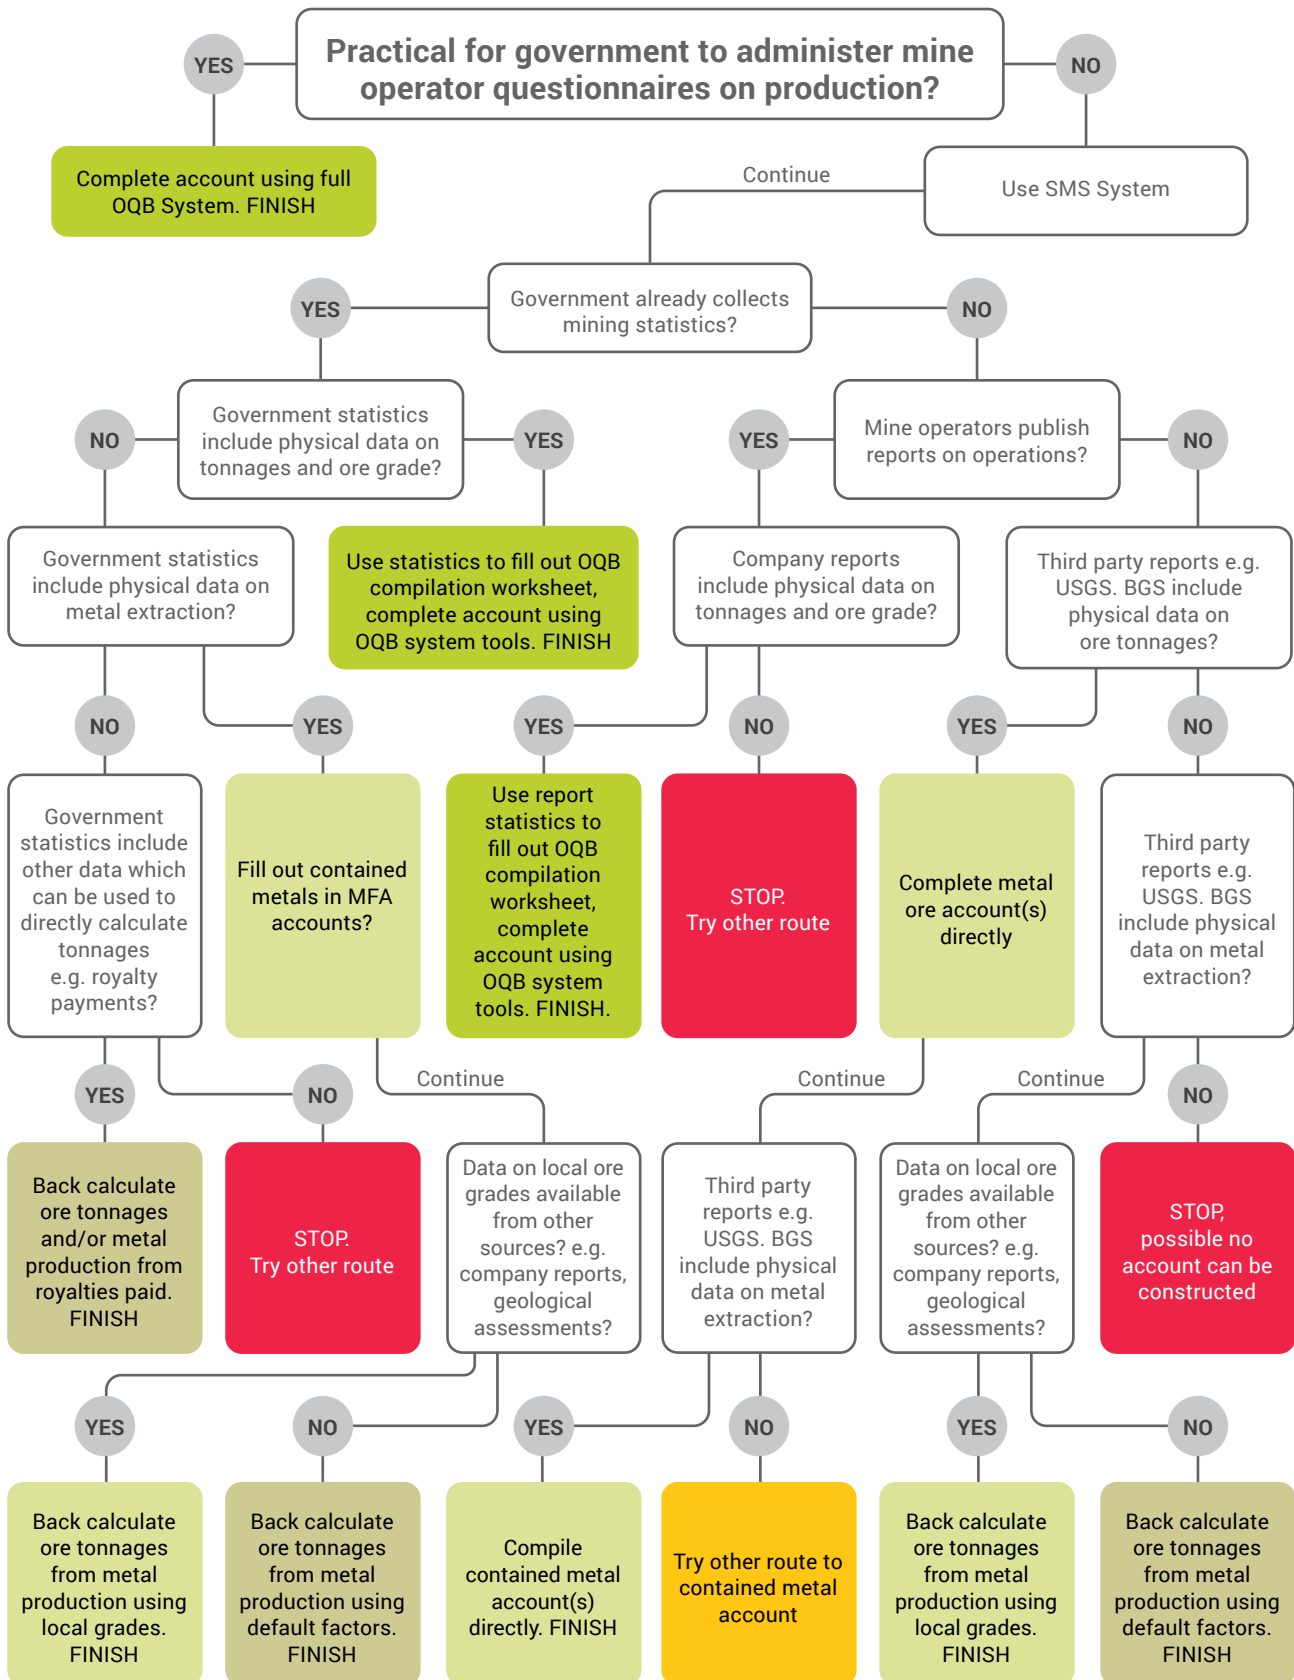 Practical for government to administer mine
operator questionnaires on production?
YES
NO
Complete account using full
OQB System. FINISH
Continue
Use SMS System
Government already collects
mining statistics?
YES
NO
Government statistics
include physical data on
tonnages and ore grade?
NO
YES
Mine operators publish
reports on operations?
YES
NO
Government statistics
include physical data on
metal extraction?
Use statistics to fill out OQB
compilation worksheet,
complete account using
OQB system tools. FINISH
Company reports
include physical data on
tonnages and ore grade?
Third party reports e.g.
USGS. BGS include
physical data on
ore tonnages?
NO
YES
YES
NO
YES
NO
Government
statistics include
other data which
can be used to
directly calculate
tonnages
e.g. royalty
payments?
Fill out contained
metals in MFA
accounts?
Use report
statistics to
fill out OQB
compilation
worksheet,
complete
account using
OQB system
tools. FINISH.
STOP.
Try other route
Complete metal
ore account(s)
directly
Third party
reports e.g.
USGS. BGS
include physical
data on metal
extraction?
YES
NO
Continue
Continue
Continue
NO
Back calculate
ore tonnages
and/or metal
production from
royalties paid.
FINISH
STOP.
Try other route
Data on local ore
grades available
from other
sources? e.g.
company reports,
geological
assessments?
Third party
reports e.g.
USGS. BGS
include physical
data on metal
extraction?
Data on local ore
grades available
from other
sources? e.g.
company reports,
geological
assessments?
STOP,
possible no
account can be
constructed
YES
NO
YES
NO
YES
NO
Back calculate
ore tonnages
from metal
production using
local grades.
FINISH
Back calculate
ore tonnages
from metal
production using
default factors.
FINISH
Compile
contained metal
account(s)
directly. FINISH
Try other route to
contained metal
account
Back calculate
ore tonnages
from metal
production using
local grades.
FINISH
Back calculate
ore tonnages
from metal
production using
default factors.
FINISH